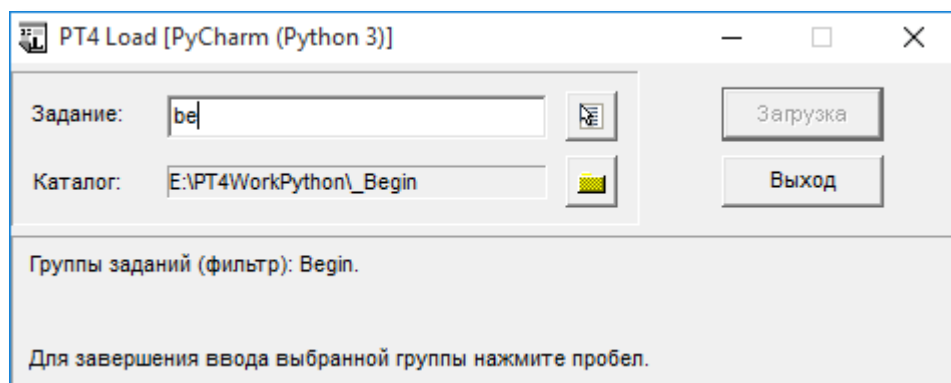 PT4 Load [PyCharm (Python 3)]
Задание:
be
Загрузка
Каталог:
E:\PT4WorkPython\_Begin
Выход
Группы заданий (фильтр): Begin.
Для завершения ввода выбранной группы нажмите пробел.